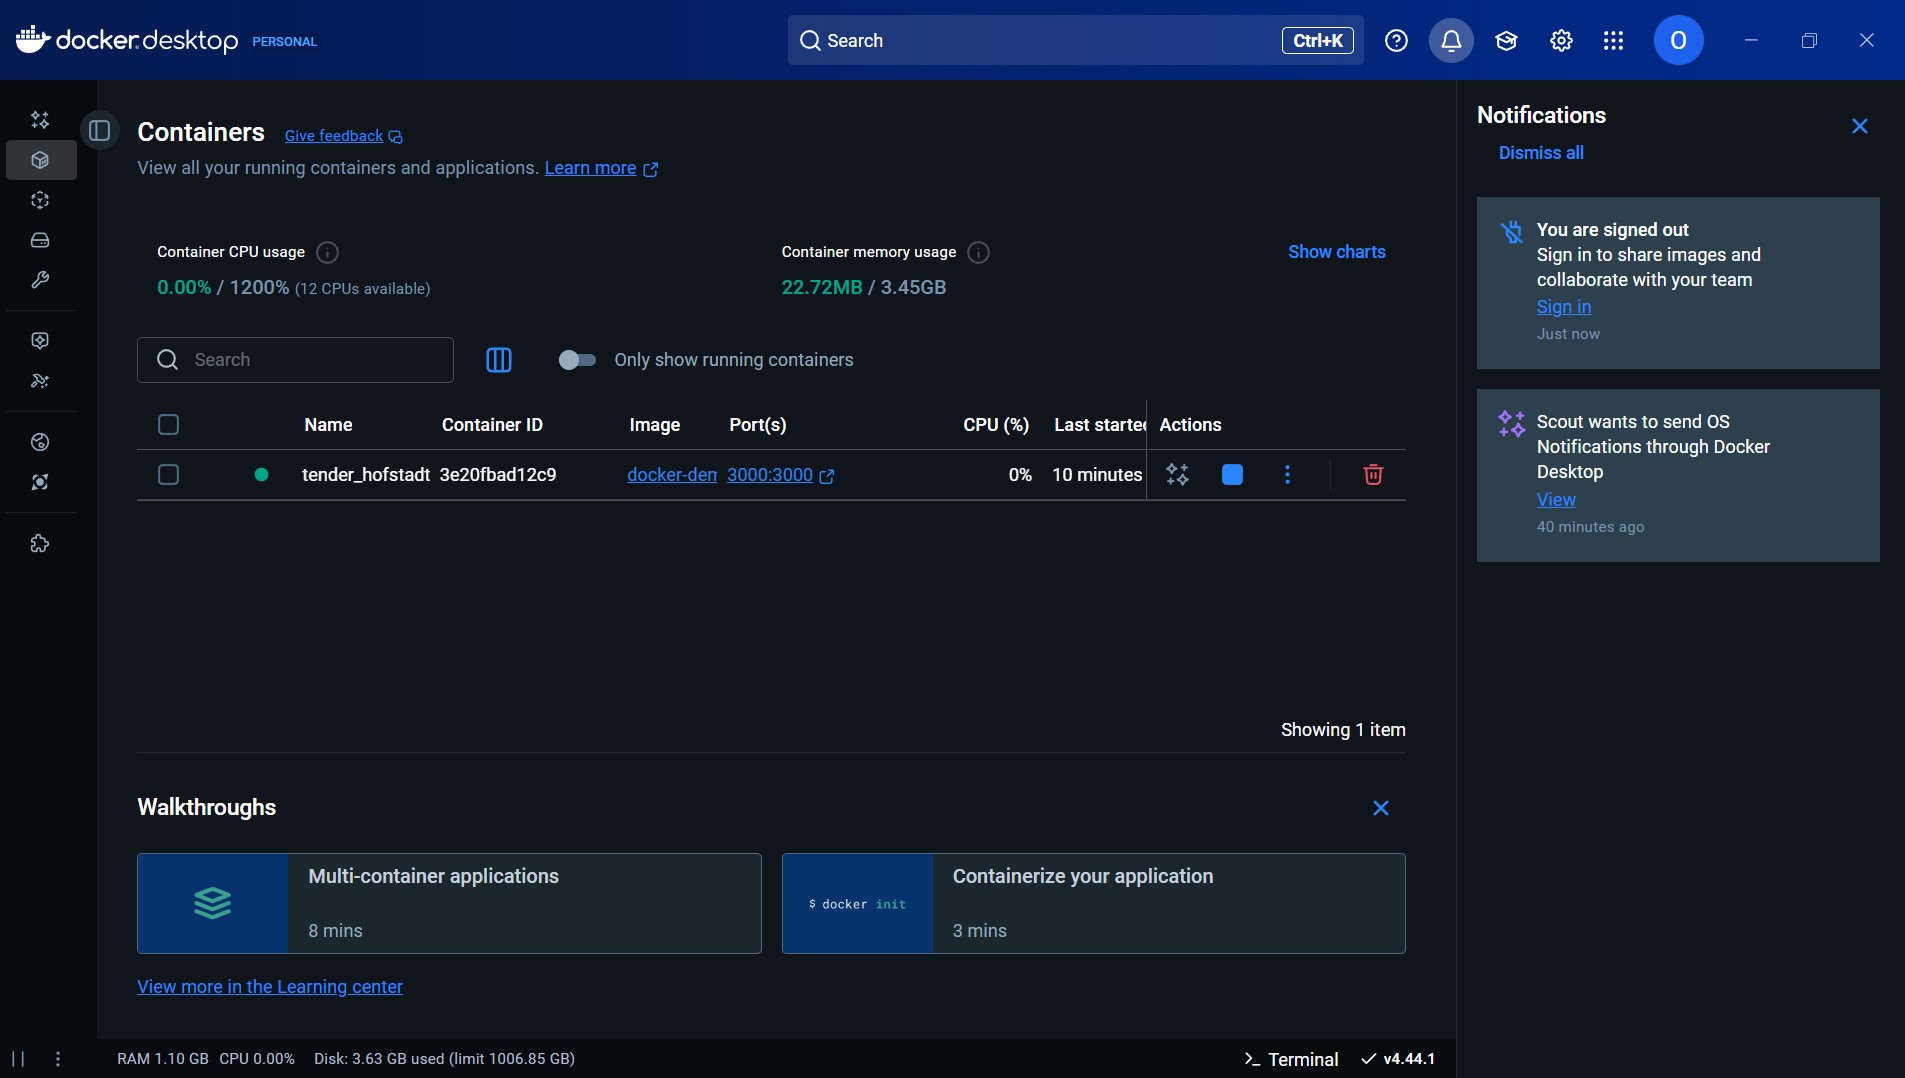 docker.desktop PERSONAL
Search
Ctrl+K
O
Containers
Give feedback
View all your running containers and applications. Learn more
Container CPU usage
0.00% / 1200% (12 CPUs available)
Container memory usage
22.72MB / 3.45GB
Show charts
Search
Only show running containers
Name Container ID Image Port(s) CPU (%) Last started Actions
tender_hofstadt 3e20fbad12c9 docker-dem 3000:3000 0% 10 minutes
Showing 1 item
Walkthroughs
Multi-container applications
8 mins
$ docker init
Containerize your application
3 mins
View more in the Learning center
RAM 1.10 GB CPU 0.00% Disk: 3.63 GB used (limit 1006.85 GB)
Terminal
v4.44.1
Notifications
Dismiss all
You are signed out
Sign in to share images and
collaborate with your team
Sign in
Just now
Scout wants to send OS
Notifications through Docker
Desktop
View
40 minutes ago